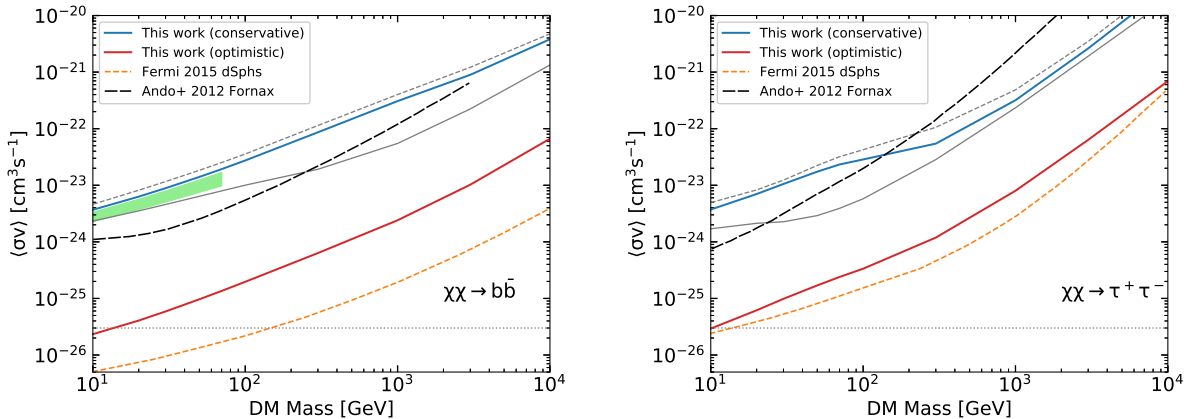 10⁻²⁰
10⁻²¹
10⁻²²
10⁻²³
10⁻²⁴
10⁻²⁵
10⁻²⁶
⟨σv⟩ [cm³s⁻¹]
This work (conservative)
This work (optimistic)
Fermi 2015 dSphs
Ando+ 2012 Fornax
χχ → bb̄
10¹ 10² 10³ 10⁴
DM Mass [GeV]
10⁻²⁰
10⁻²¹
10⁻²²
10⁻²³
10⁻²⁴
10⁻²⁵
10⁻²⁶
⟨σv⟩ [cm³s⁻¹]
This work (conservative)
This work (optimistic)
Fermi 2015 dSphs
Ando+ 2012 Fornax
χχ → τ⁺τ⁻
10¹ 10² 10³ 10⁴
DM Mass [GeV]